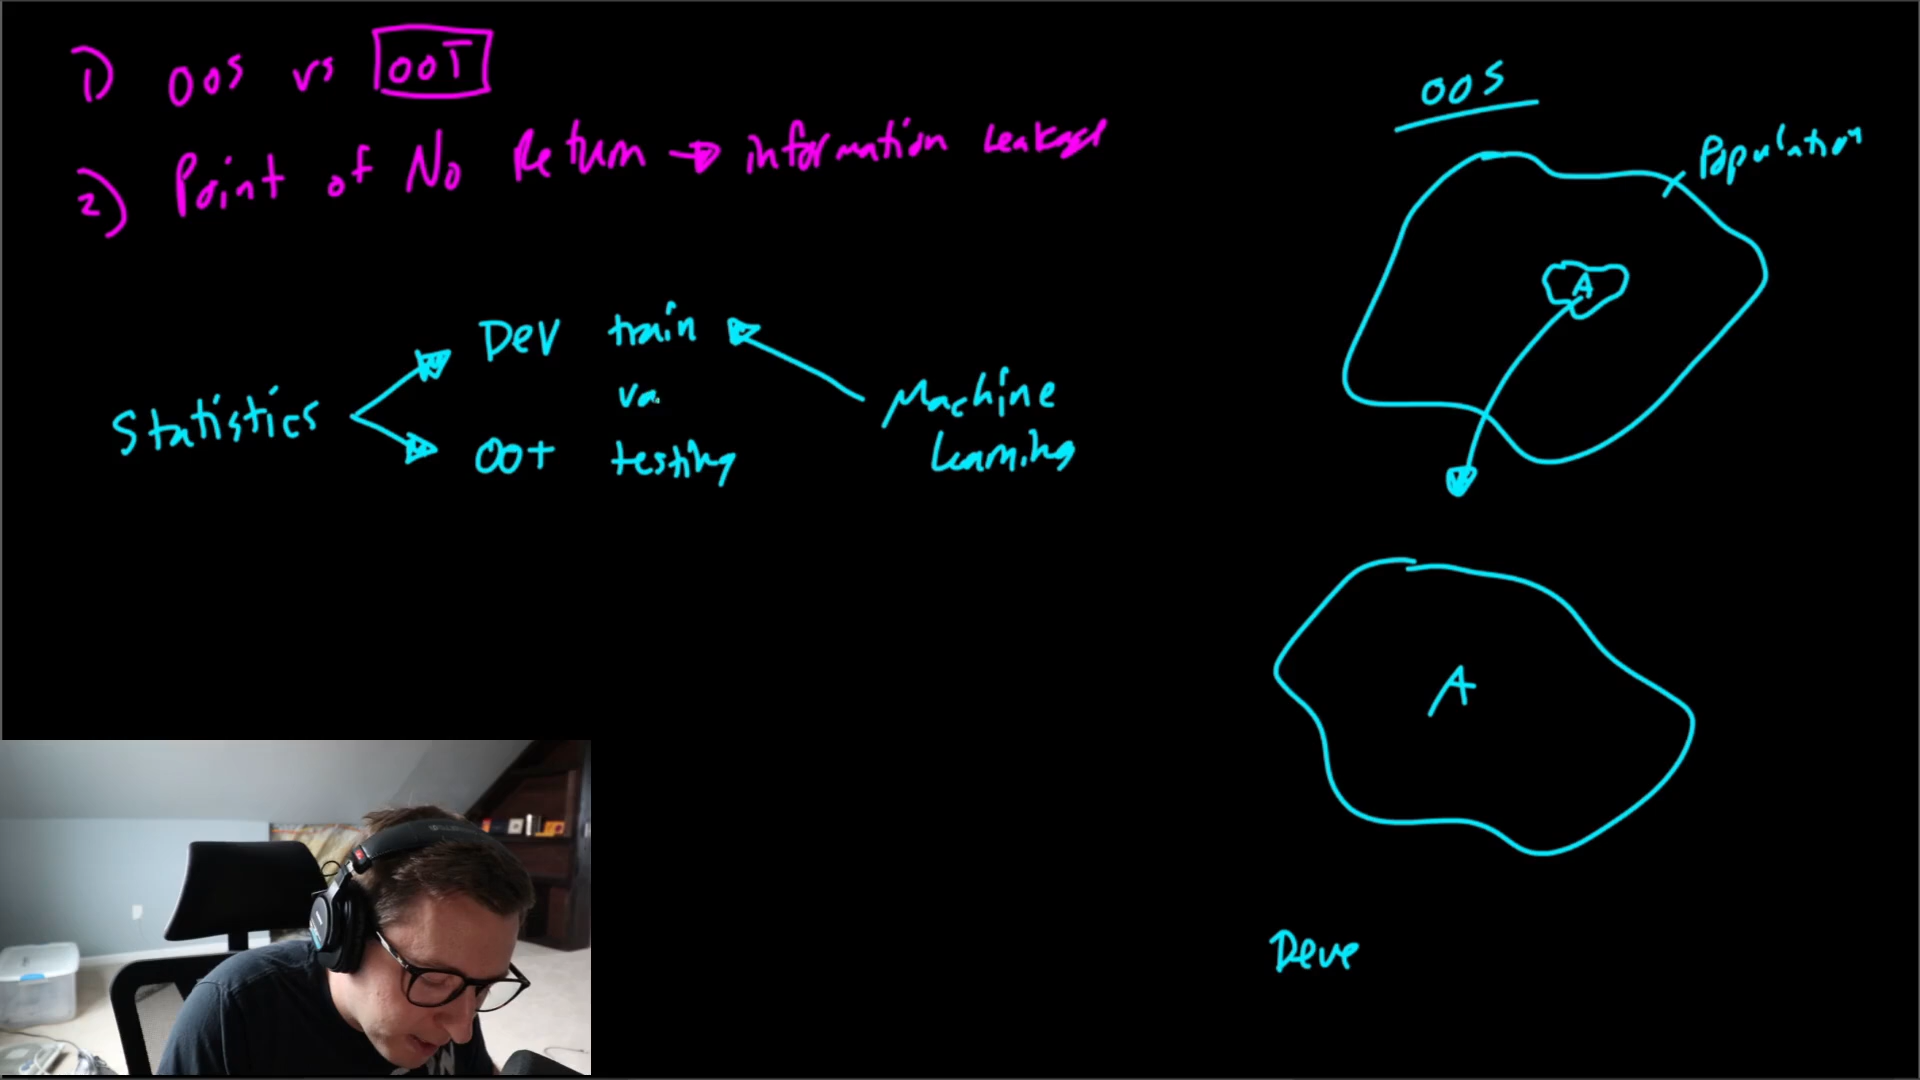 1) OOS vs OOT
2) Point of No Return → information Leakage
Statistics
Dev train
va.
OOt testing
Machine
Learning
OOS
Population
A
A
Deve